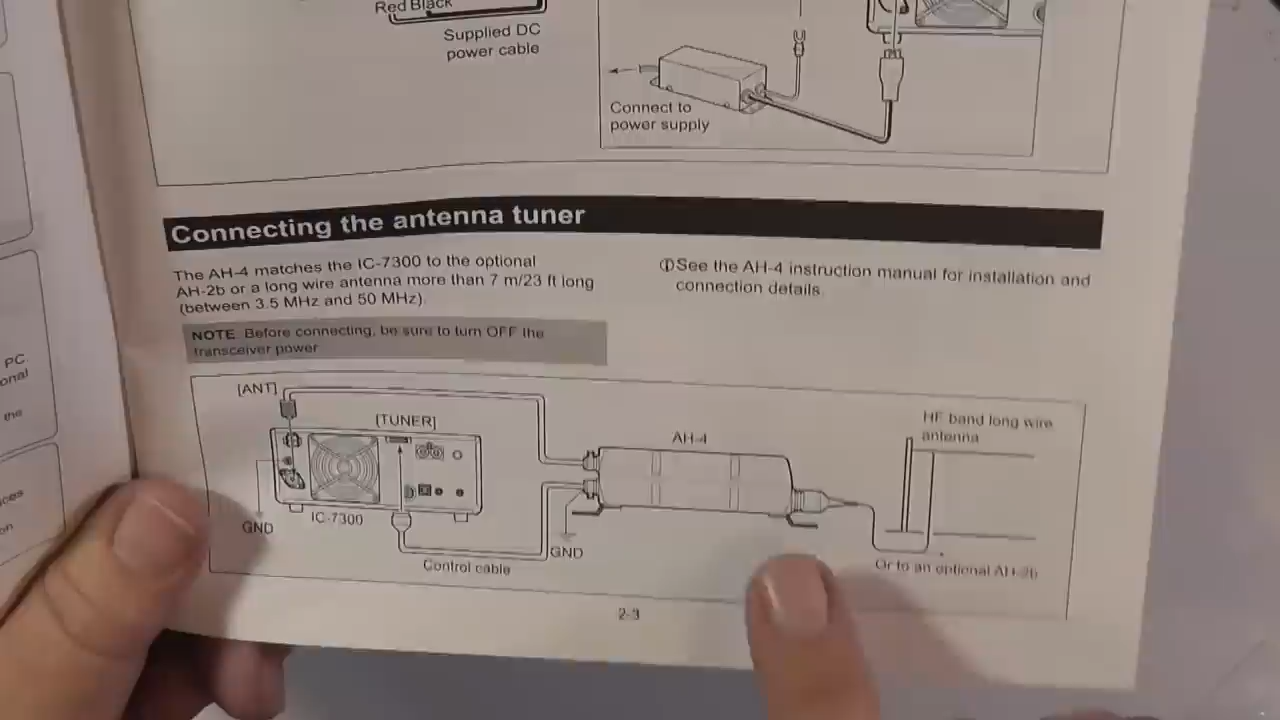 Red Black
Supplied DC
power cable
Connect to
power supply
Connecting the antenna tuner
The AH-4 matches the IC-7300 to the optional
AH-2b or a long wire antenna more than 7 m/23 ft long
(between 3.5 MHz and 50 MHz).
NOTE: Before connecting, be sure to turn OFF the
transceiver power
ⓘSee the AH-4 instruction manual for installation and
connection details.
[ANT]
[TUNER]
AH-4
HF band long wire
antenna
GND
IC-7300
GND
Control cable
Or to an optional AH-2b
2-3
PC.
onal
the
ces
on